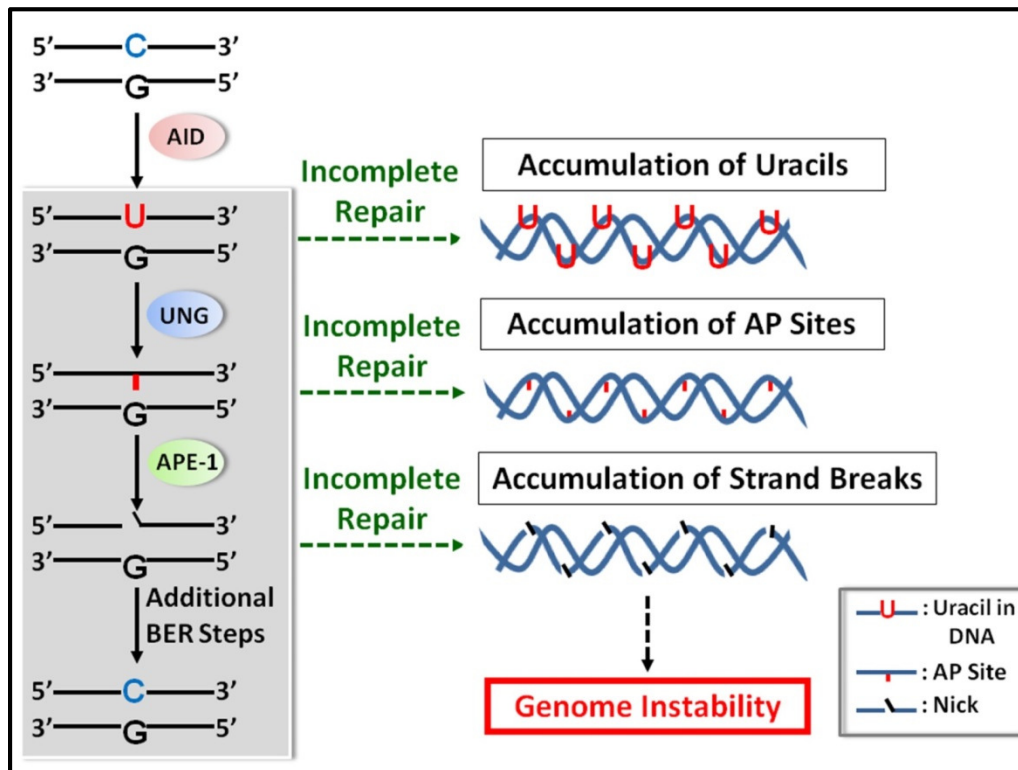 5’ C 3’
3’ G 5’
AID
5’ U 3’
3’ G 5’
UNG
5’ 3’
3’ G 5’
APE-1
5’ 3’
3’ G 5’
Additional
BER Steps
5’ C 3’
3’ G 5’
Incomplete
Repair
Accumulation of Uracils
U U U U
U U U
Incomplete
Repair
Accumulation of AP Sites
Incomplete
Repair
Accumulation of Strand Breaks
Genome Instability
U : Uracil in
DNA
: AP Site
: Nick